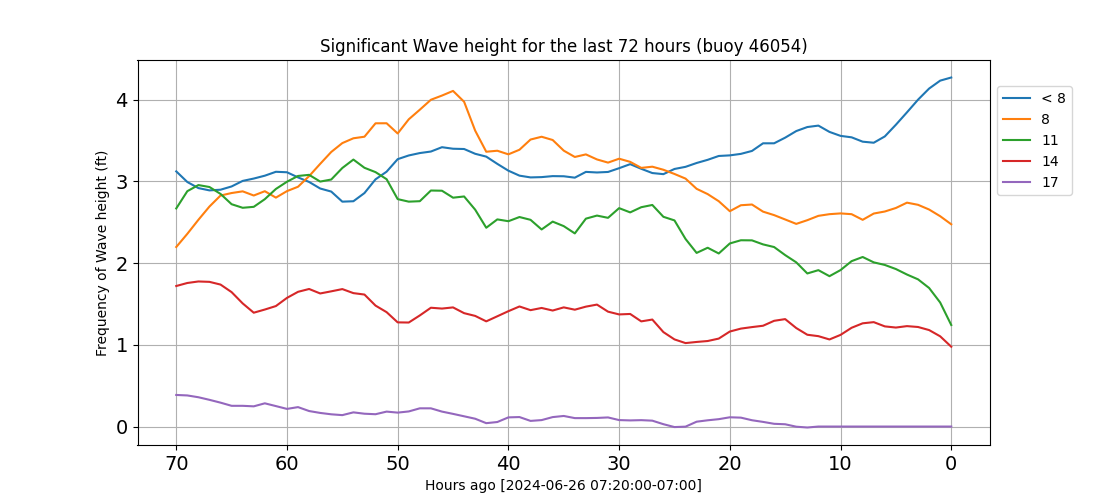 Significant Wave height for the last 72 hours (buoy 46054)
Frequency of Wave height (ft)
4
3
2
1
0
70 60 50 40 30 20 10 0
Hours ago [2024-06-26 07:20:00-07:00]
< 8
8
11
14
17